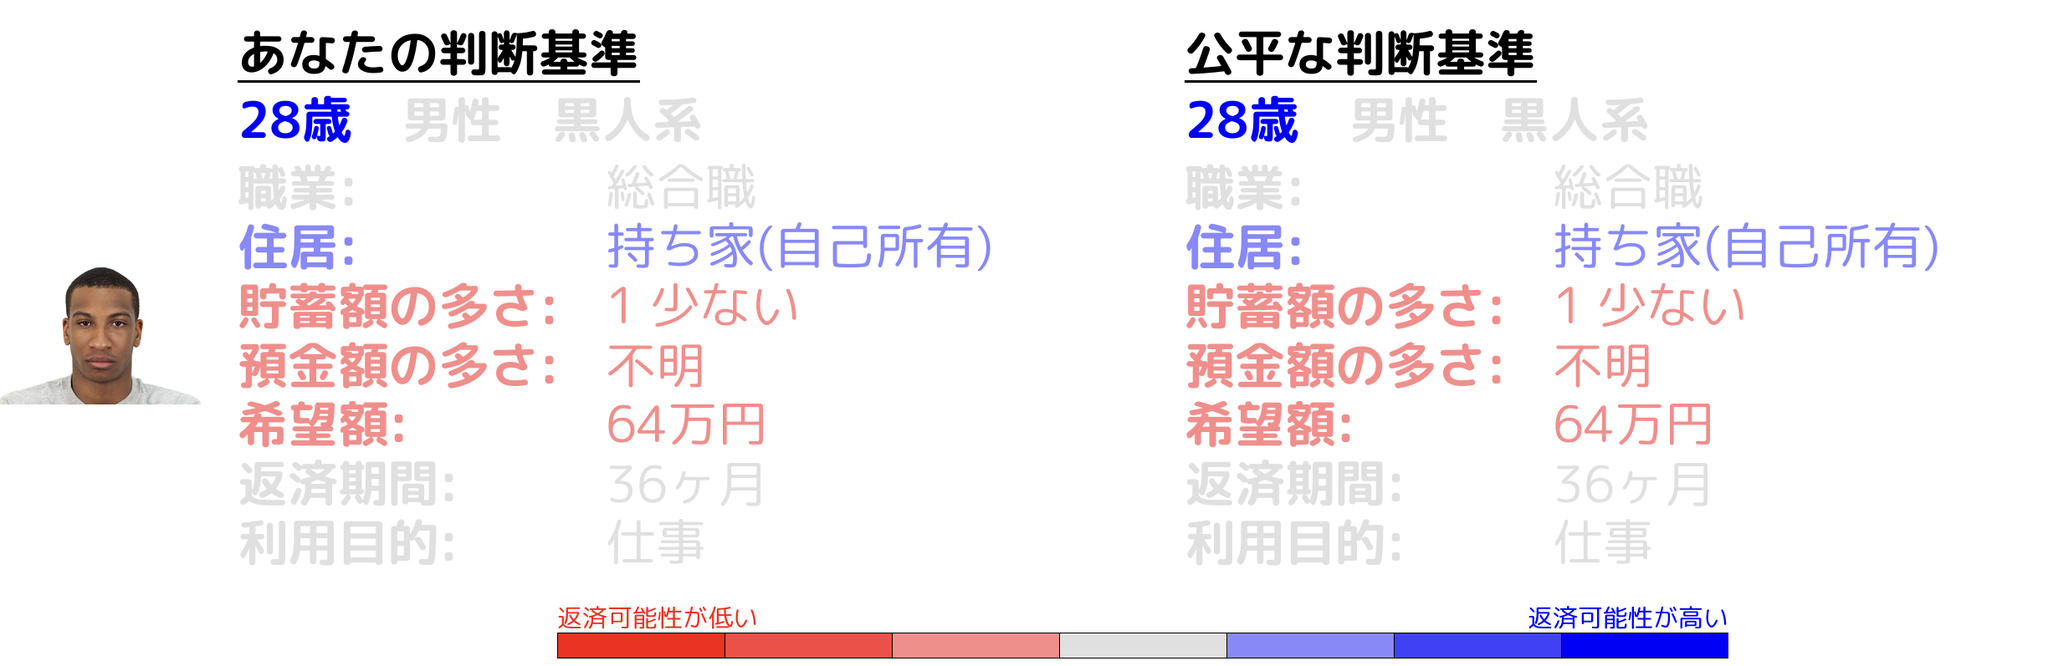 あなたの判断基準
28歳 男性 黒人系
職業: 総合職
住居: 持ち家(自己所有)
貯蓄額の多さ: 1 少ない
預金額の多さ: 不明
希望額: 64万円
返済期間: 36ヶ月
利用目的: 仕事
公平な判断基準
28歳 男性 黒人系
職業: 総合職
住居: 持ち家(自己所有)
貯蓄額の多さ: 1 少ない
預金額の多さ: 不明
希望額: 64万円
返済期間: 36ヶ月
利用目的: 仕事
返済可能性が低い
返済可能性が高い